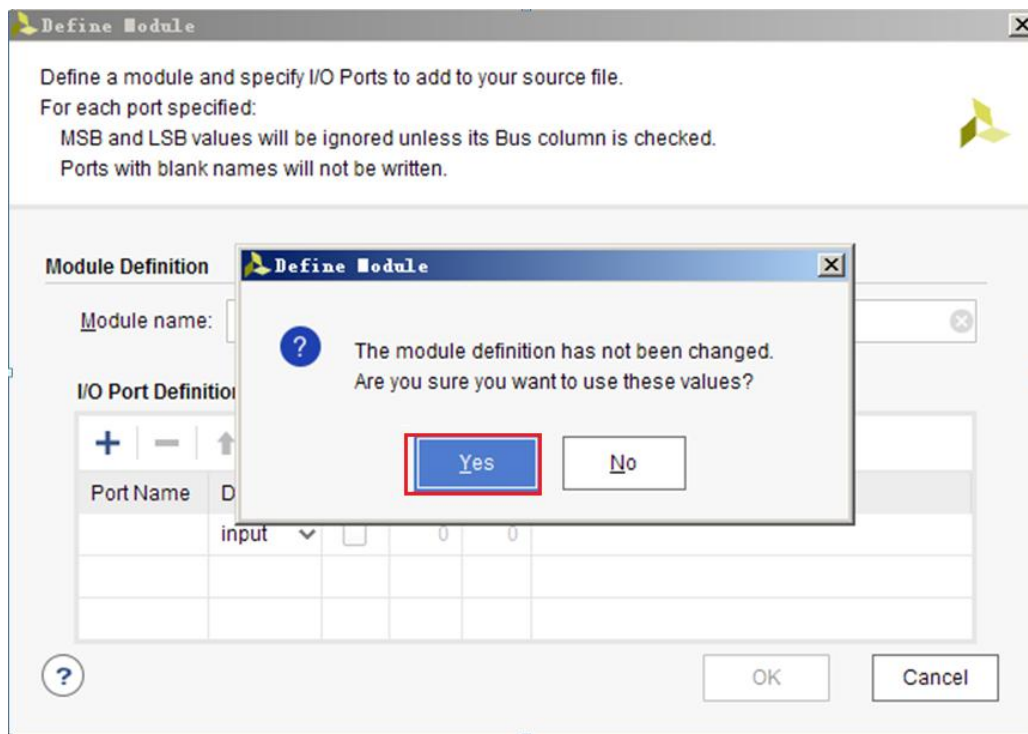 Define Module
Define a module and specify I/O Ports to add to your source file.
For each port specified:
MSB and LSB values will be ignored unless its Bus column is checked.
Ports with blank names will not be written.
Module Definition
Define Module
Module name:
?
The module definition has not been changed.
Are you sure you want to use these values?
I/O Port Definition
Yes
No
Port Name D
input 0 0
?
OK
Cancel